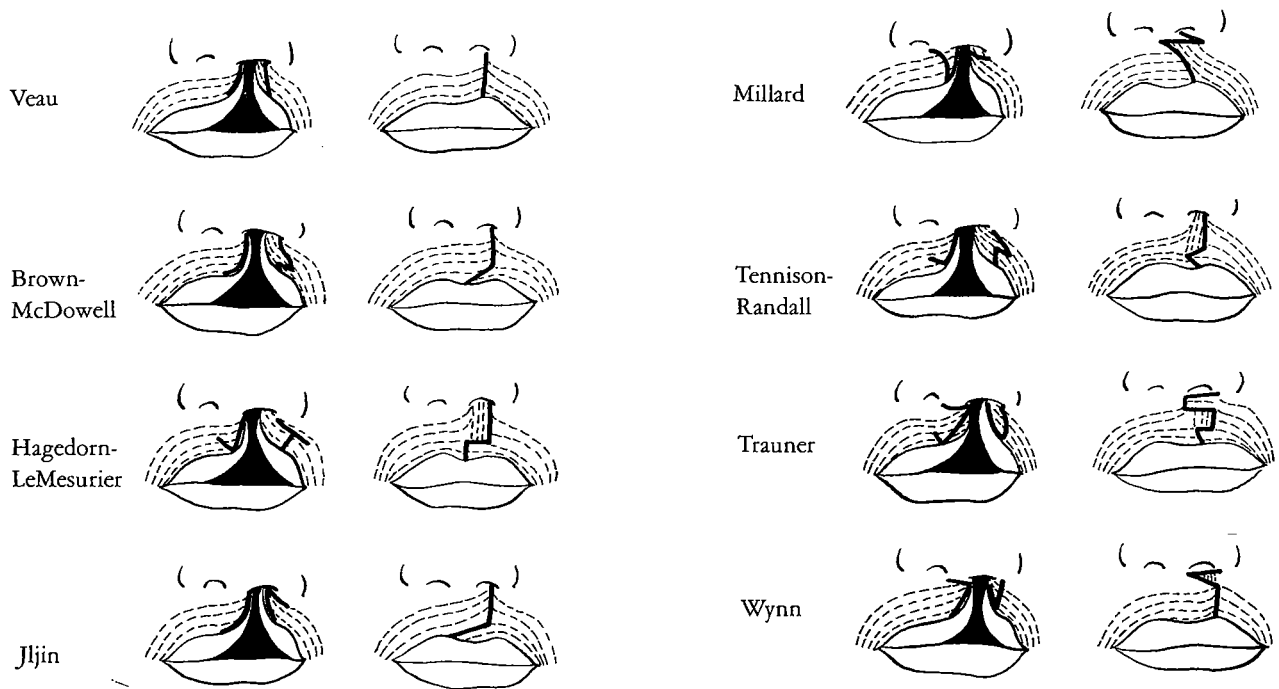 Veau
Brown-
McDowell
Hagedorn-
LeMesurier
Jljin
Millard
Tennison-
Randall
Trauner
Wynn